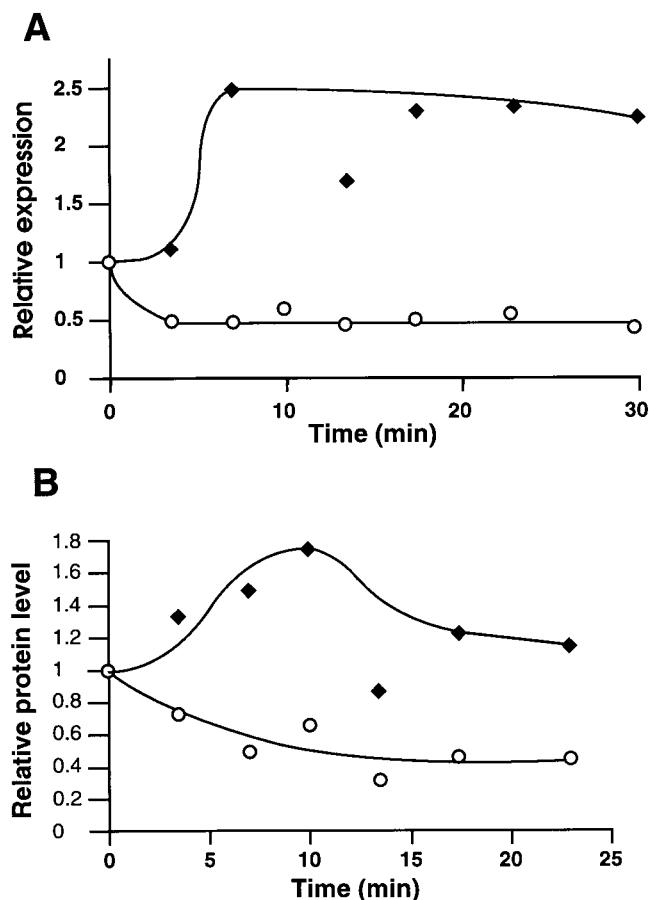 A
Relative expression
2.5
2
1.5
1
0.5
0
0 10 20 30
Time (min)
B
Relative protein level
1.8
1.6
1.4
1.2
1
0.8
0.6
0.4
0.2
0
0 5 10 15 20 25
Time (min)